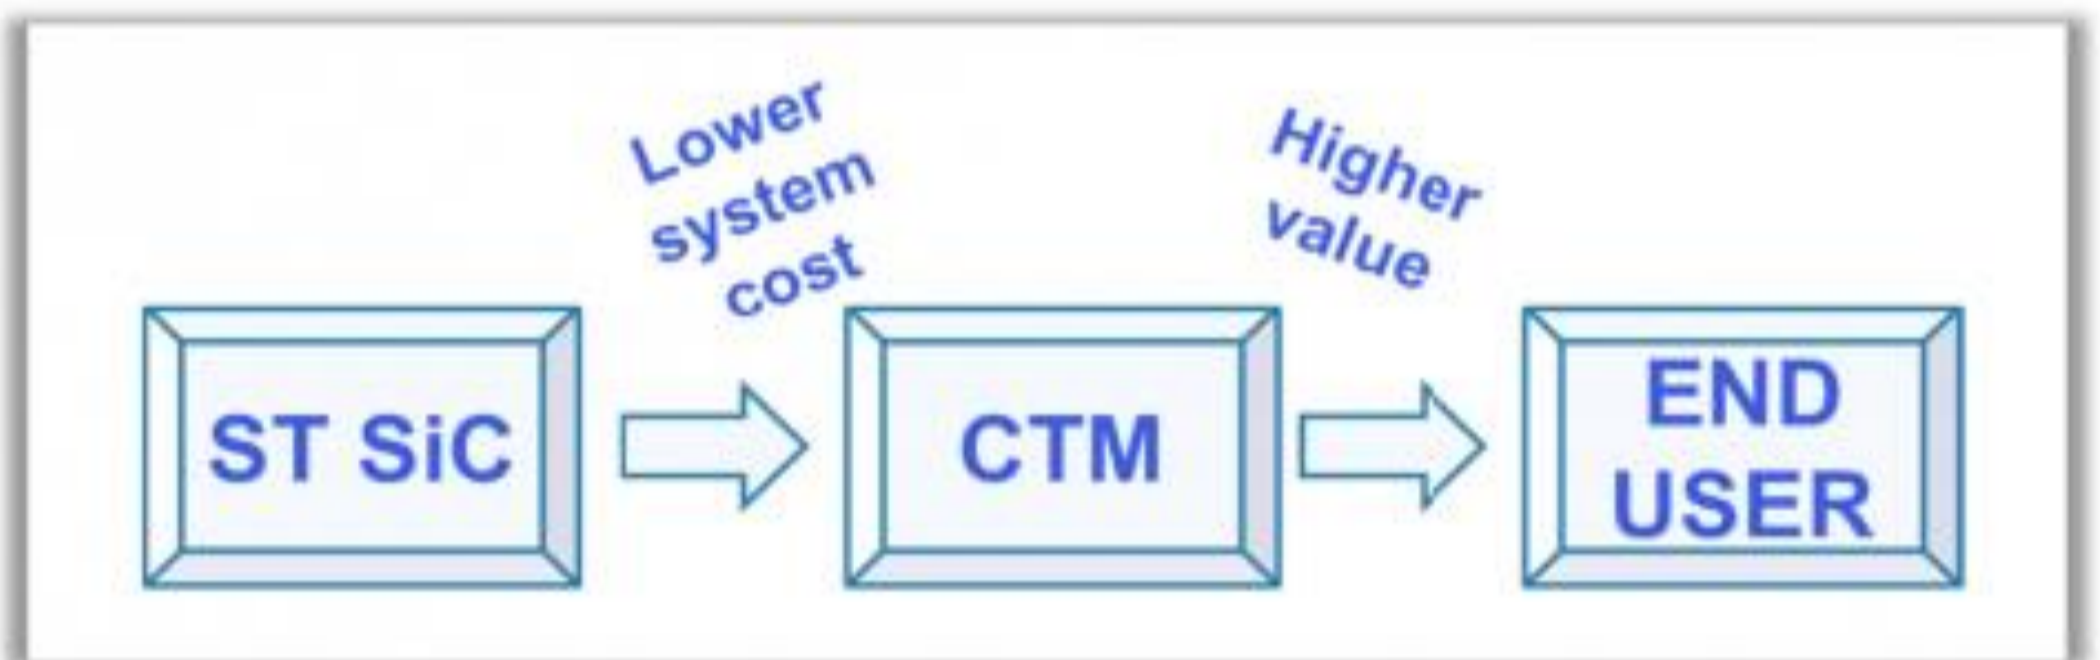 Lower
system
cost
Higher
value
ST SiC
CTM
END
USER